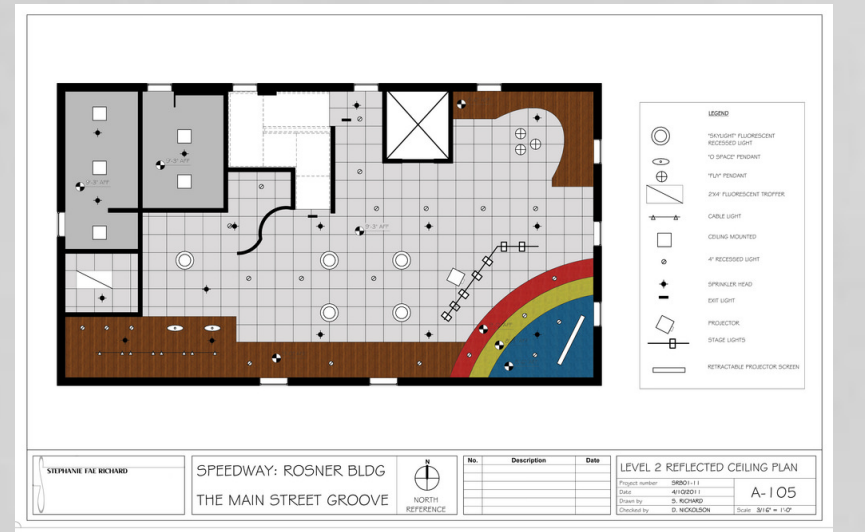 LEGEND
"SKYLIGHT" FLUORESCENT
RECESSED LIGHT
"O SPACE" PENDANT
"FLY" PENDANT
2'X4' FLUORESCENT TROFFER
CABLE LIGHT
CEILING MOUNTED
4" RECESSED LIGHT
SPRINKLER HEAD
EXIT LIGHT
PROJECTOR
STAGE LIGHTS
RETRACTABLE PROJECTOR SCREEN
STEPHANIE FAE RICHARD
SPEEDWAY: ROSNER BLDG
THE MAIN STREET GROOVE
N
NORTH
REFERENCE
No. Description Date
LEVEL 2 REFLECTED CEILING PLAN
Project number SRB01-11
Date 4/10/2011
Drawn by S. RICHARD
Checked by D. NICKOLSON
A-105
Scale 3/16" = 1'-0"